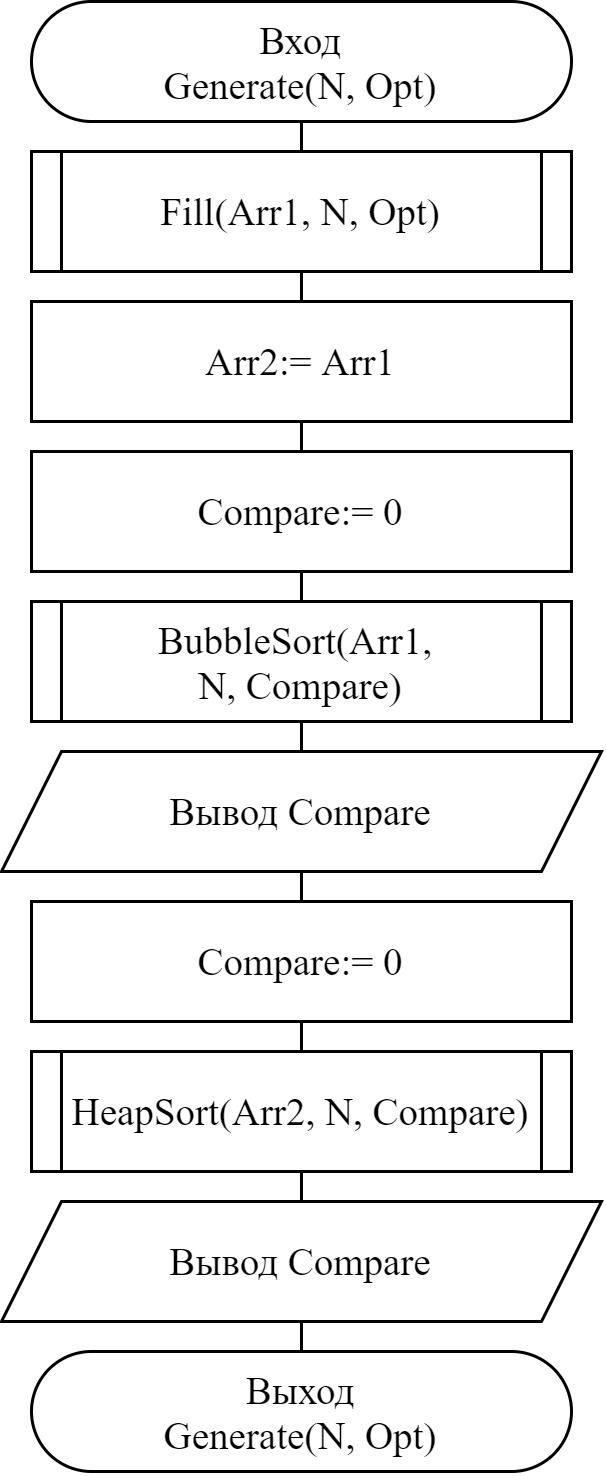 Вход
Generate(N, Opt)
Fill(Arr1, N, Opt)
Arr2:= Arr1
Compare:= 0
BubbleSort(Arr1,
N, Compare)
Вывод Compare
Compare:= 0
HeapSort(Arr2, N, Compare)
Вывод Compare
Выход
Generate(N, Opt)